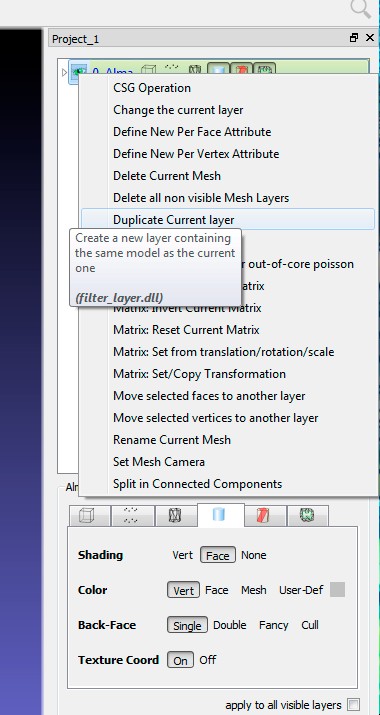 Project_1
0 Alma
CSG Operation
Change the current layer
Define New Per Face Attribute
Define New Per Vertex Attribute
Delete Current Mesh
Delete all non visible Mesh Layers
Duplicate Current layer
Create a new layer containing
the same model as the current
one
(filter_layer.dll)
r out-of-core poisson
atrix
Matrix: Invert Current Matrix
Matrix: Reset Current Matrix
Matrix: Set from translation/rotation/scale
Matrix: Set/Copy Transformation
Move selected faces to another layer
Move selected vertices to another layer
Rename Current Mesh
Set Mesh Camera
Split in Connected Components
Alm
Shading Vert Face None
Color Vert Face Mesh User-Def
Back-Face Single Double Fancy Cull
Texture Coord On Off
apply to all visible layers